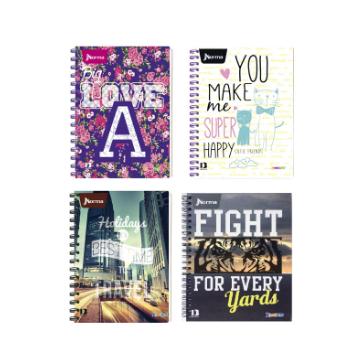 Norma
Big
LOVE
A
Norma
YOU
MAKE
me
SUPER
HAPPY
CUTE FRIENDS
Norma
Holidays
BEST TIME
TO
TRAVEL
FIGHT
FOR EVERY
Yards